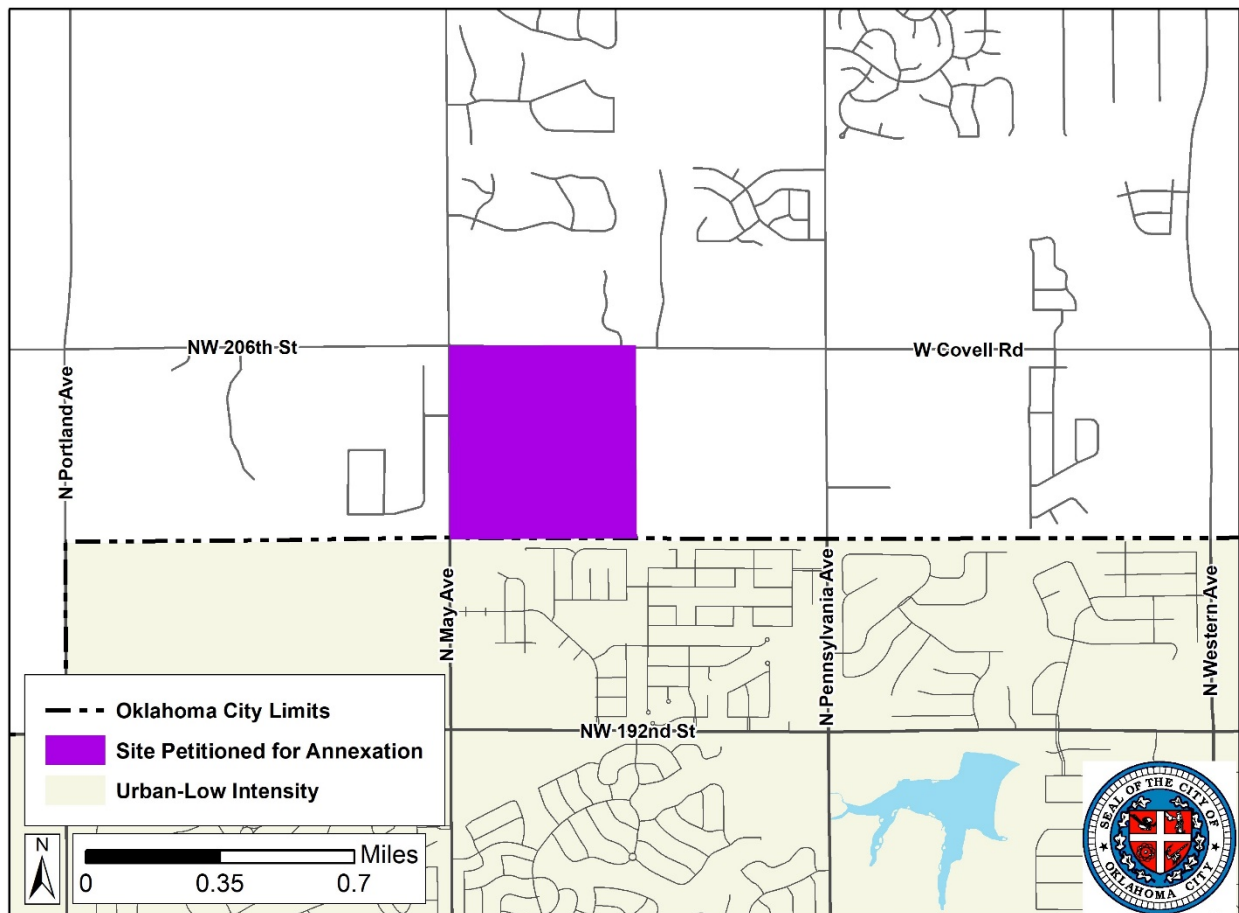 NW 206th St
W Covell Rd
N-Portland-Ave
N-May-Ave
N-Pennsylvania-Ave
N-Western-Ave
NW 192nd St
Oklahoma City Limits
Site Petitioned for Annexation
Urban-Low Intensity
N
Miles
0 0.35 0.7
SEAL OF THE CITY OF
OKLAHOMA CITY